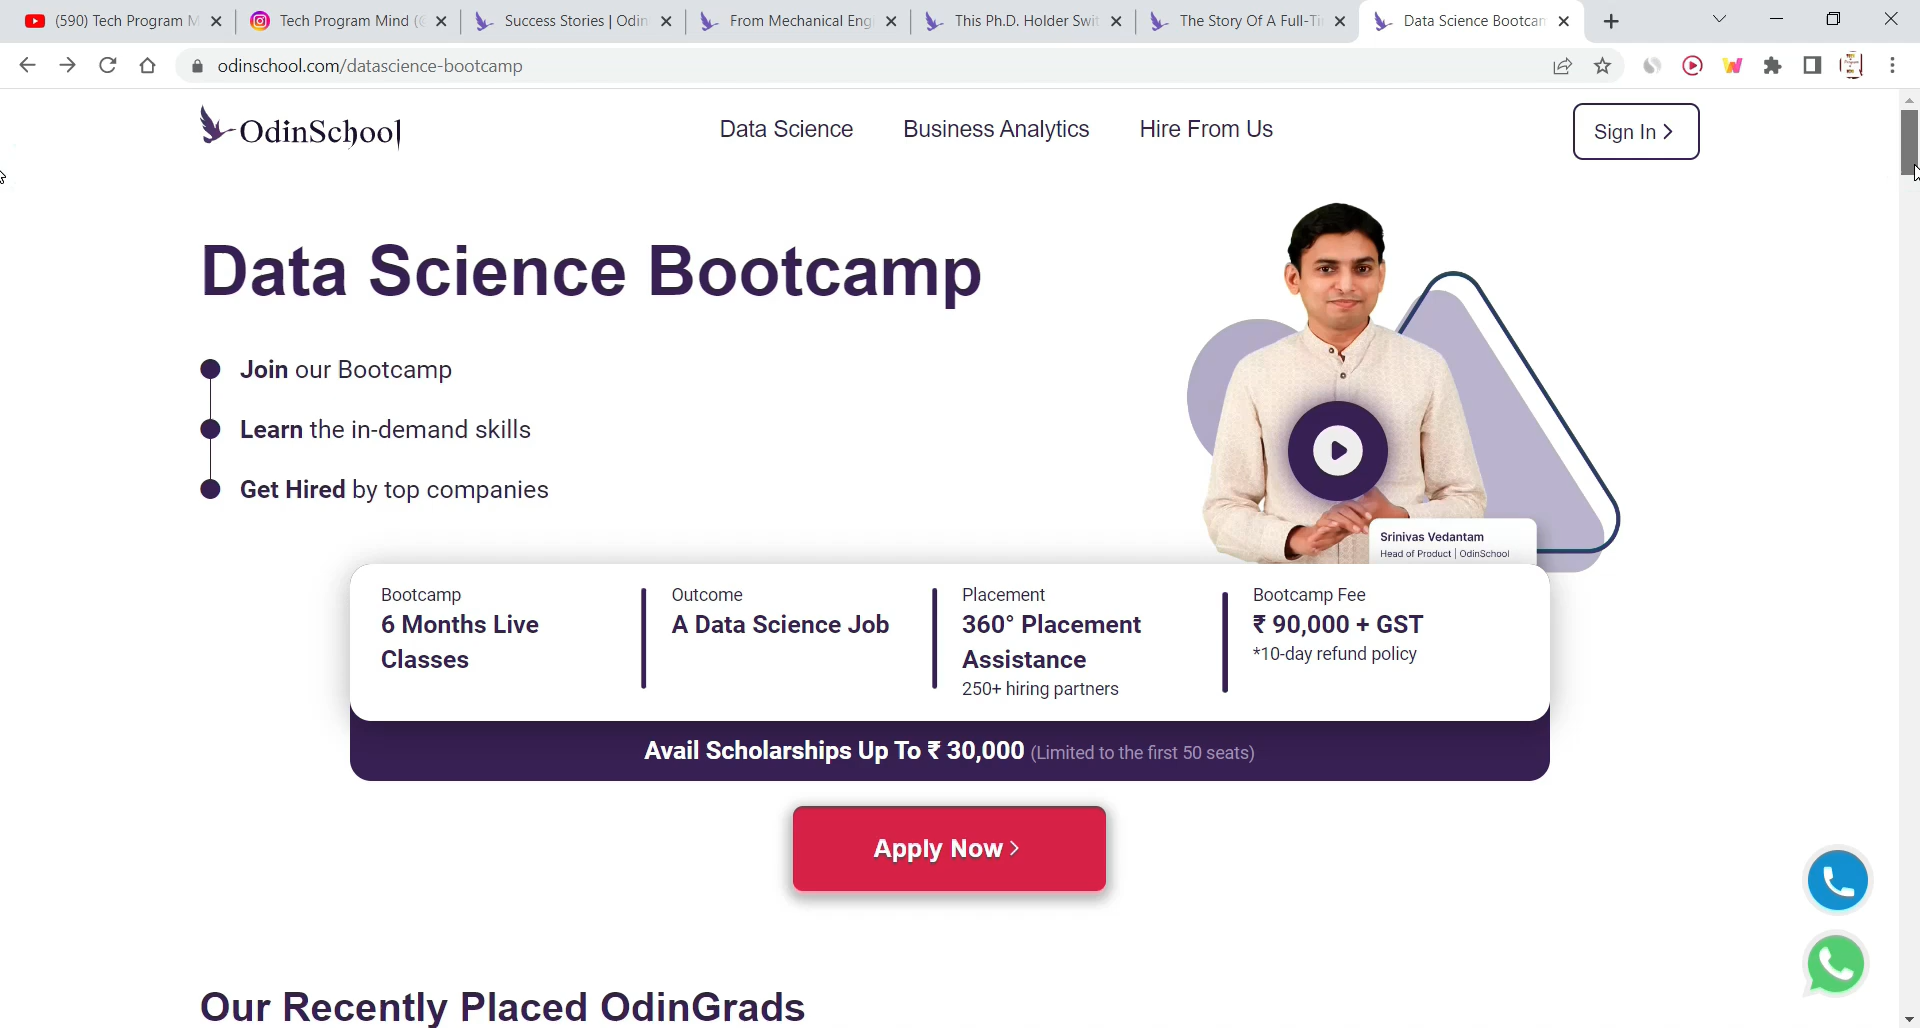 (590) Tech Program M
Tech Program Mind (
Success Stories | Odin
From Mechanical Eng
This Ph.D. Holder Swi
The Story Of A Full-Ti
Data Science Bootcam
odinschool.com/datascience-bootcamp
OdinSchool
Data Science
Business Analytics
Hire From Us
Sign In >
Data Science Bootcamp
Join our Bootcamp
Learn the in-demand skills
Get Hired by top companies
Srinivas Vedantam
Head of Product | OdinSchool
Bootcamp
6 Months Live
Classes
Outcome
A Data Science Job
Placement
360° Placement
Assistance
250+ hiring partners
Bootcamp Fee
₹ 90,000 + GST
*10-day refund policy
Avail Scholarships Up To ₹ 30,000 (Limited to the first 50 seats)
Apply Now >
Our Recently Placed OdinGrads